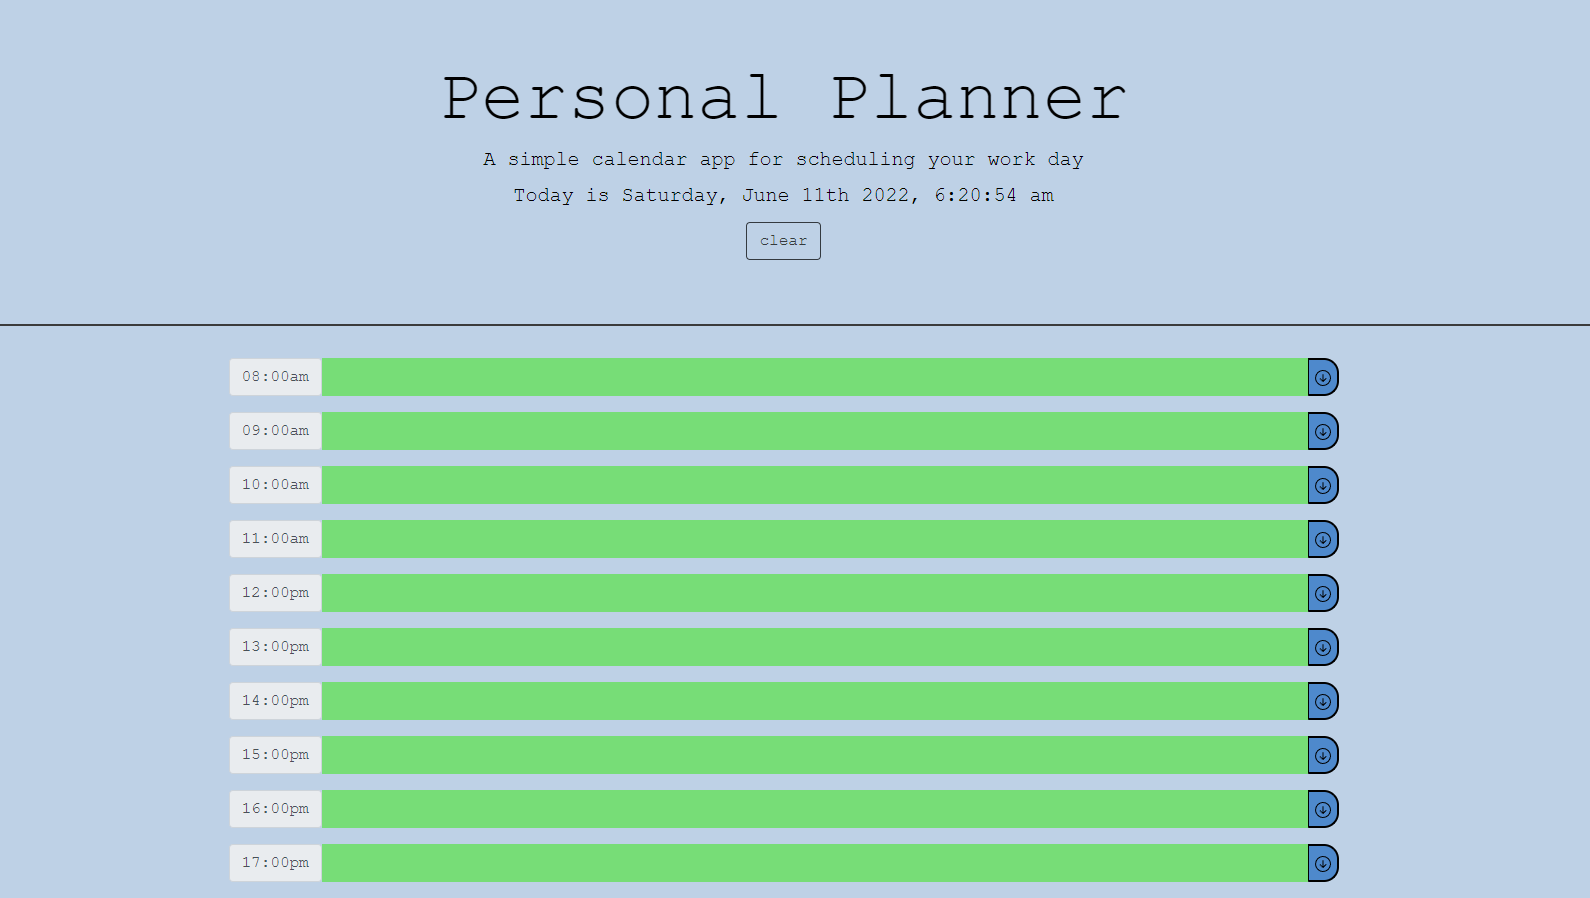 Personal Planner
A simple calendar app for scheduling your work day
Today is Saturday, June 11th 2022, 6:20:54 am
clear
08:00am
09:00am
10:00am
11:00am
12:00pm
13:00pm
14:00pm
15:00pm
16:00pm
17:00pm